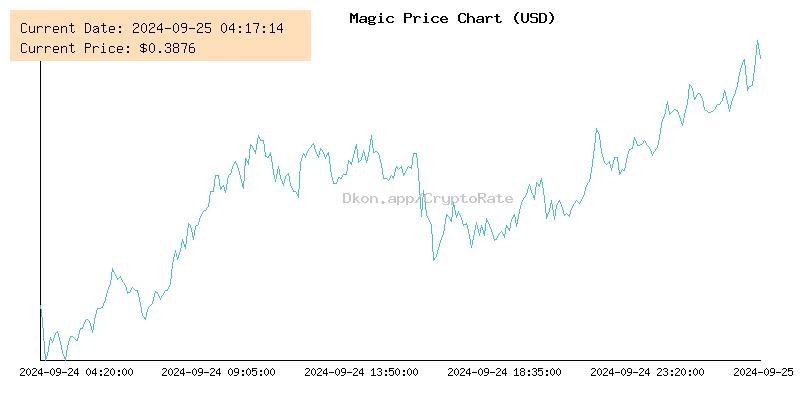 Magic Price Chart (USD)
Current Date: 2024-09-25 04:17:14
Current Price: $0.3876
Dkon.app/CryptoRate
2024-09-24 04:20:00 2024-09-24 09:05:00 2024-09-24 13:50:00 2024-09-24 18:35:00 2024-09-24 23:20:00 2024-09-25